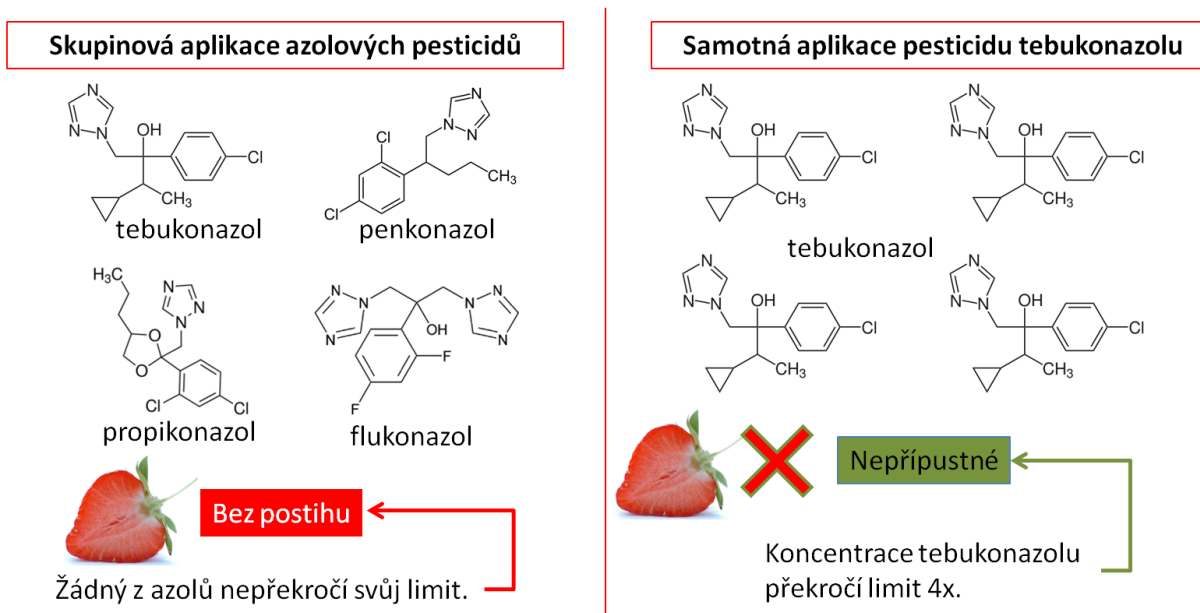 Skupinová aplikace azolových pesticidů
N
N
N
OH
Cl
CH3
tebukonazol
N
N
N
Cl
Cl
CH3
penkonazol
H3C
N
N
N
O
O
Cl
Cl
propikonazol
N
N
N
N
N
N
OH
F
F
flukonazol
Bez postihu
Žádný z azolů nepřekročí svůj limit.
Samotná aplikace pesticidu tebukonazolu
N
N
N
OH
Cl
CH3
N
N
N
OH
Cl
CH3
tebukonazol
N
N
N
OH
Cl
CH3
N
N
N
OH
Cl
CH3
Nepřípustné
Koncentrace tebukonazolu
překročí limit 4x.